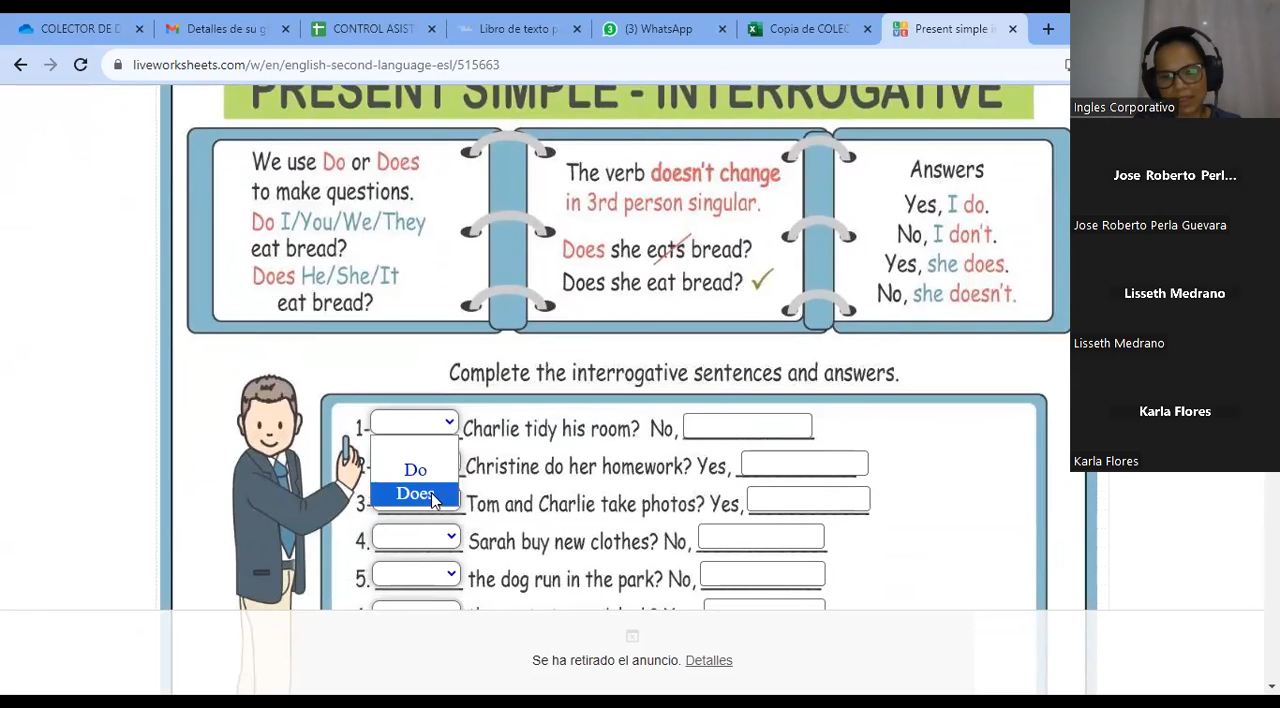 COLECTOR DE D
Detalles de su g
CONTROL ASIST
Libro de texto p
(3) WhatsApp
Copia de COLEC
Present simple i
liveworksheets.com/w/en/english-second-language-esl/515663
PRESENT SIMPLE - INTERROGATIVE
We use Do or Does
to make questions.
Do I/You/We/They
eat bread?
Does He/She/It
eat bread?
The verb doesn't change
in 3rd person singular.
Does she eats bread?
Does she eat bread?
Answers
Yes, I do.
No, I don't.
Yes, she does.
No, she doesn't.
Complete the interrogative sentences and answers.
1- Charlie tidy his room? No,
Do
Does
2- Christine do her homework? Yes,
3- Tom and Charlie take photos? Yes,
4. Sarah buy new clothes? No,
5. the dog run in the park? No,
Se ha retirado el anuncio. Detalles
Ingles Corporativo
Jose Roberto Perl...
Jose Roberto Perla Guevara
Lisseth Medrano
Lisseth Medrano
Karla Flores
Karla Flores